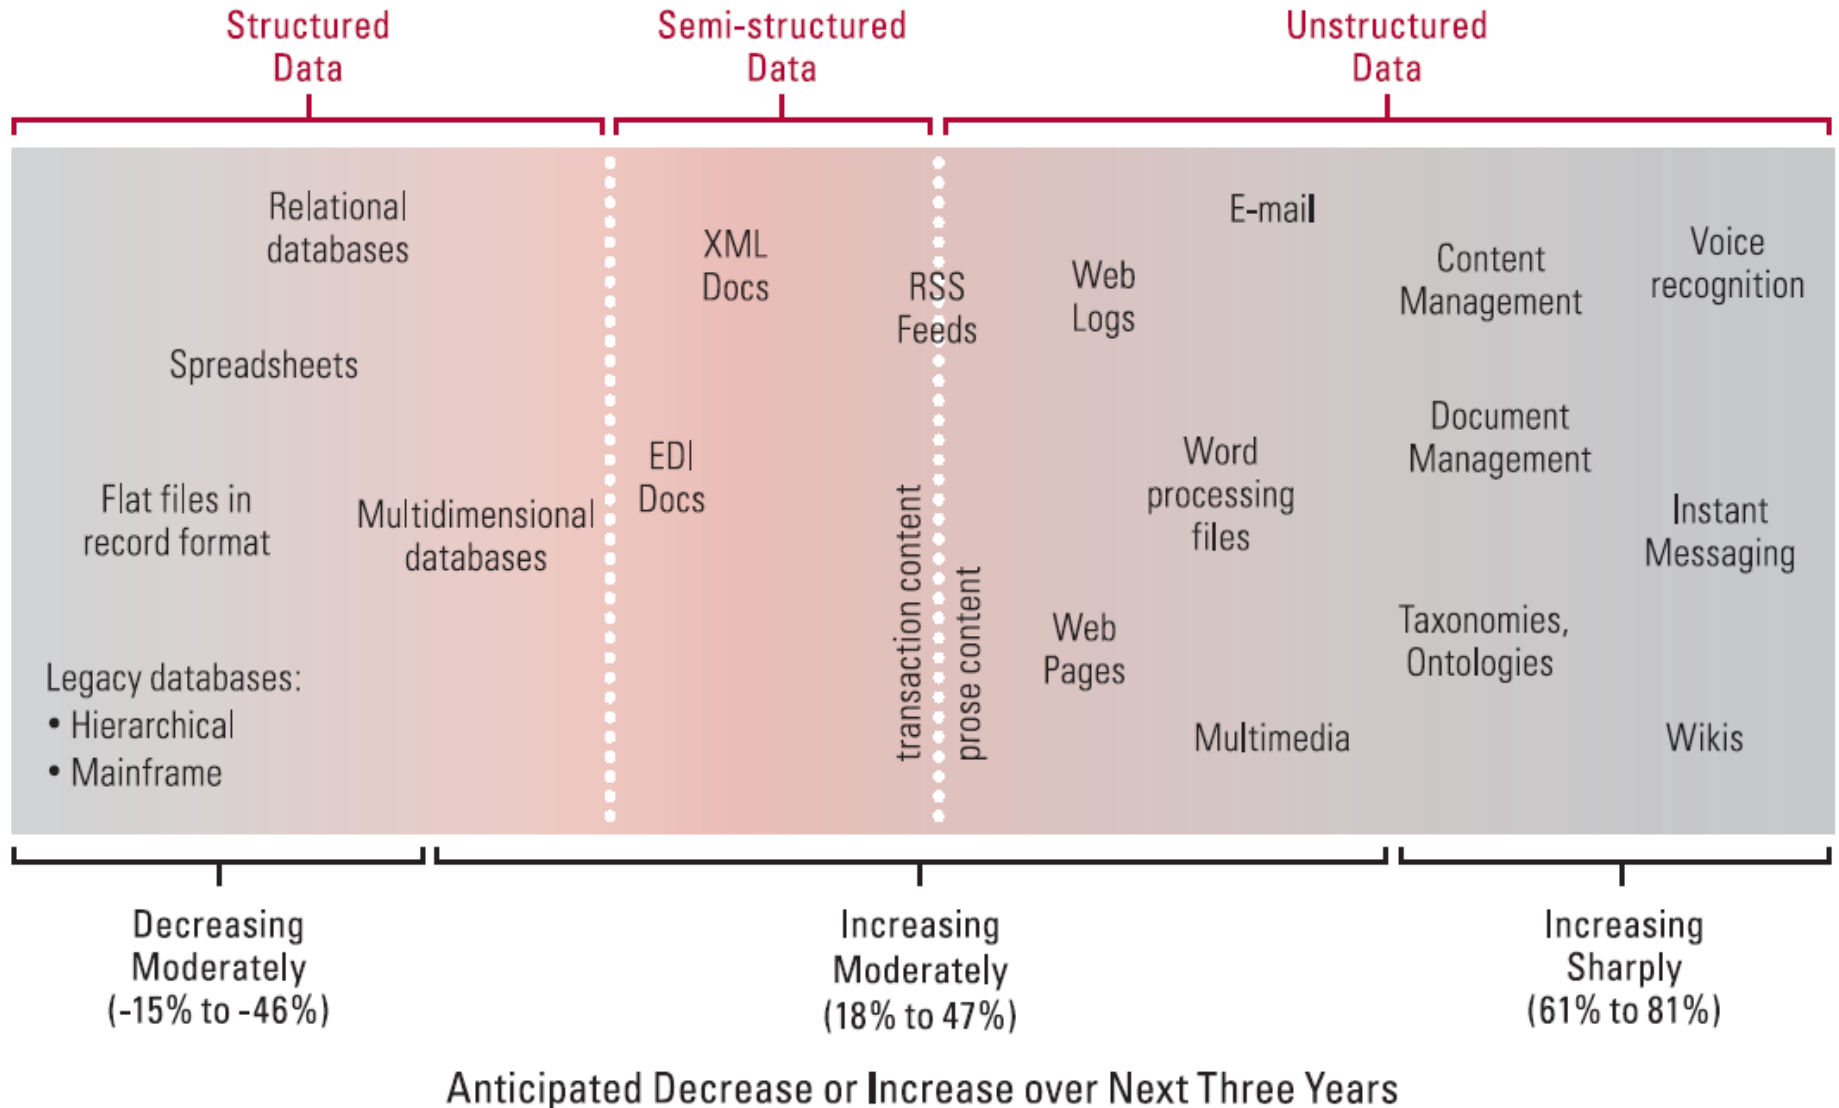 Structured
Data
Semi-structured
Data
Unstructured
Data
Relational
databases
Spreadsheets
Flat files in
record format
Multidimensional
databases
Legacy databases:
• Hierarchical
• Mainframe
XML
Docs
EDI
Docs
RSS
Feeds
transaction content
prose content
Web
Logs
E-mail
Word
processing
files
Web
Pages
Multimedia
Content
Management
Document
Management
Taxonomies,
Ontologies
Voice
recognition
Instant
Messaging
Wikis
Decreasing
Moderately
(-15% to -46%)
Increasing
Moderately
(18% to 47%)
Increasing
Sharply
(61% to 81%)
Anticipated Decrease or Increase over Next Three Years